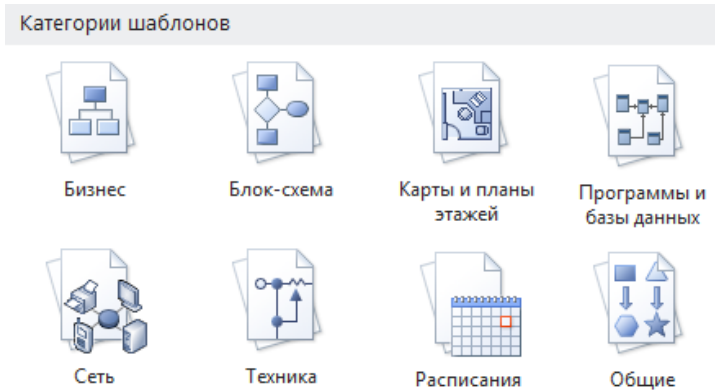 Категории шаблонов
Бизнес
Блок-схема
Карты и планы
этажей
Программы и
базы данных
Сеть
Техника
Расписания
Общие